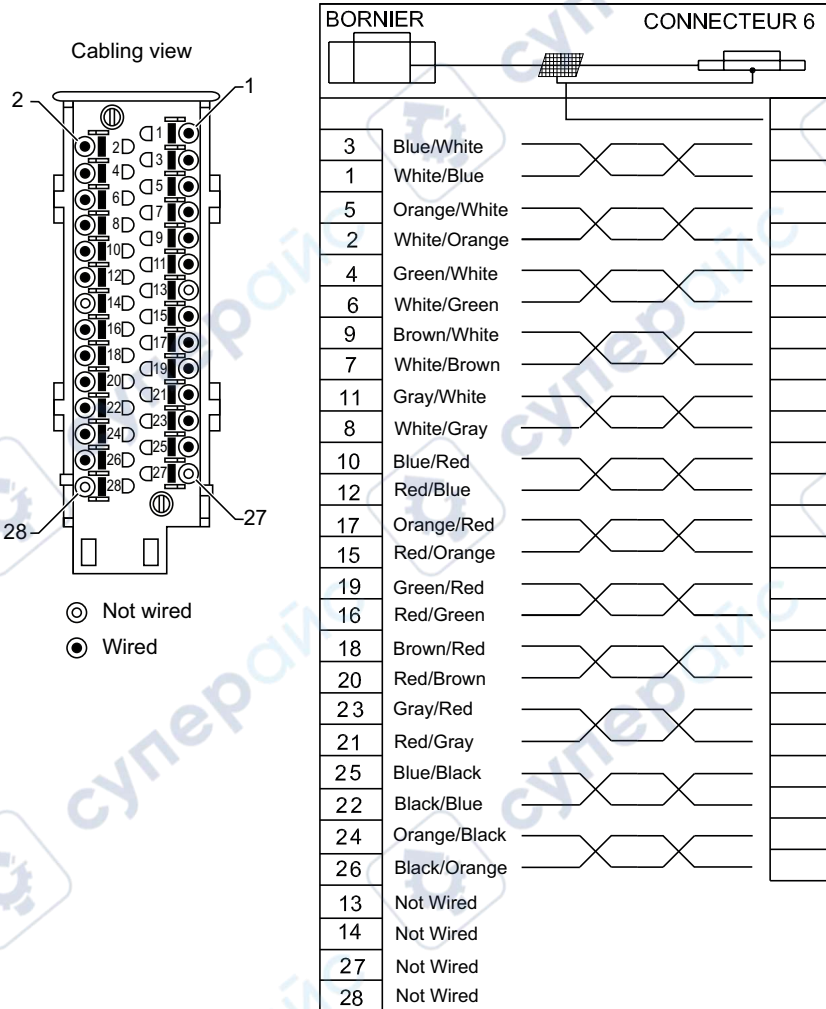 Cabling view
2
1
1
2
3
4
5
6
7
8
9
10
11
12
13
14
15
16
17
18
19
20
21
22
23
24
25
26
27
28
28
27
Not wired
Wired
BORNIER CONNECTEUR 6
3 Blue/White
1 White/Blue
5 Orange/White
2 White/Orange
4 Green/White
6 White/Green
9 Brown/White
7 White/Brown
11 Gray/White
8 White/Gray
10 Blue/Red
12 Red/Blue
17 Orange/Red
15 Red/Orange
19 Green/Red
16 Red/Green
18 Brown/Red
20 Red/Brown
23 Gray/Red
21 Red/Gray
25 Blue/Black
22 Black/Blue
24 Orange/Black
26 Black/Orange
13 Not Wired
14 Not Wired
27 Not Wired
28 Not Wired
суперайс
суперайс
суперайс
суперайс
суперайс